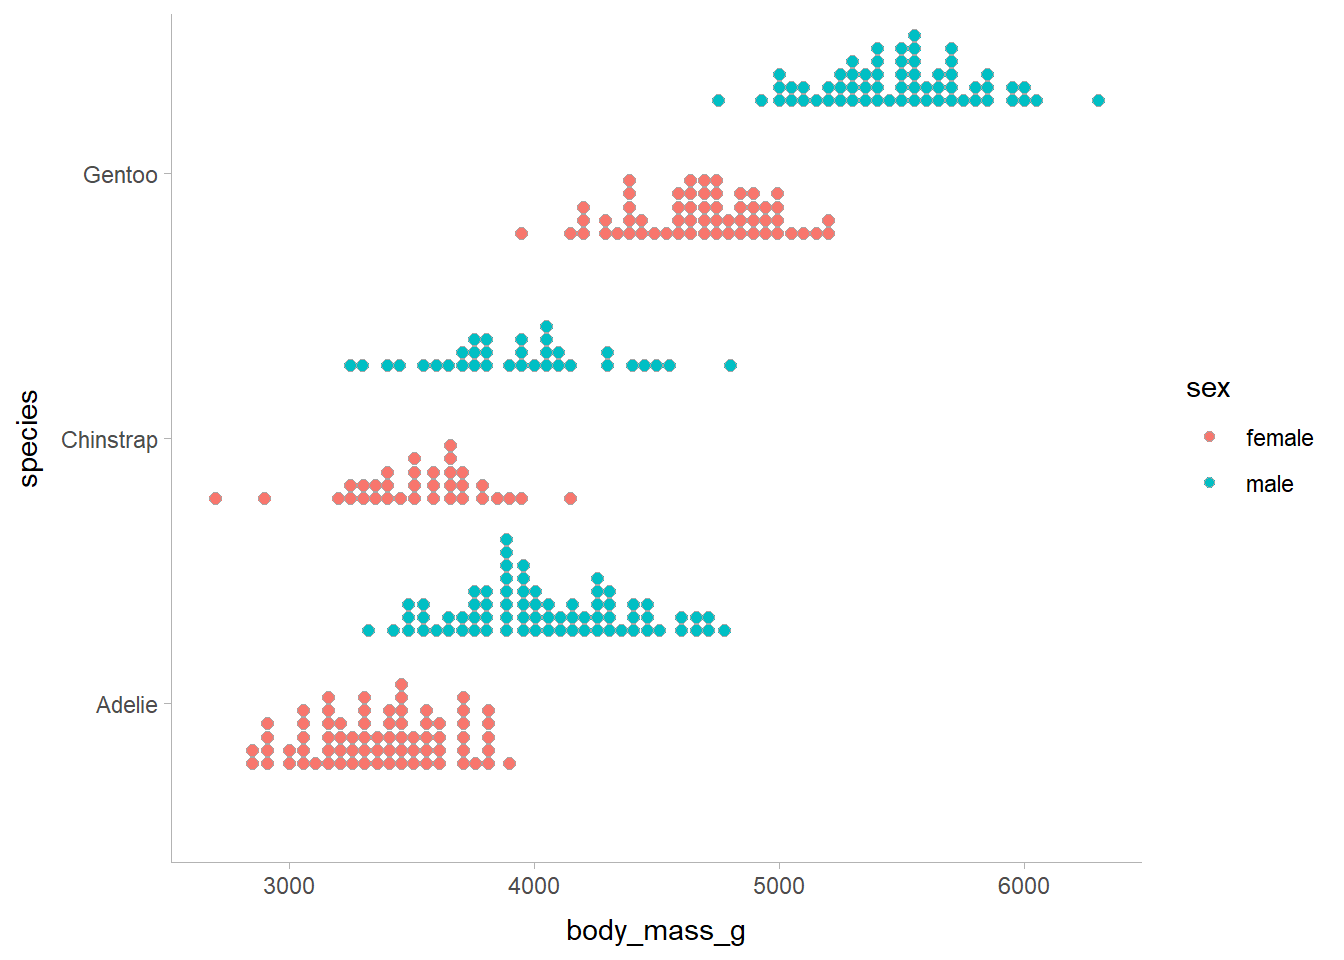 Gentoo
Chinstrap
Adelie
species
3000 4000 5000 6000
body_mass_g
sex
female
male